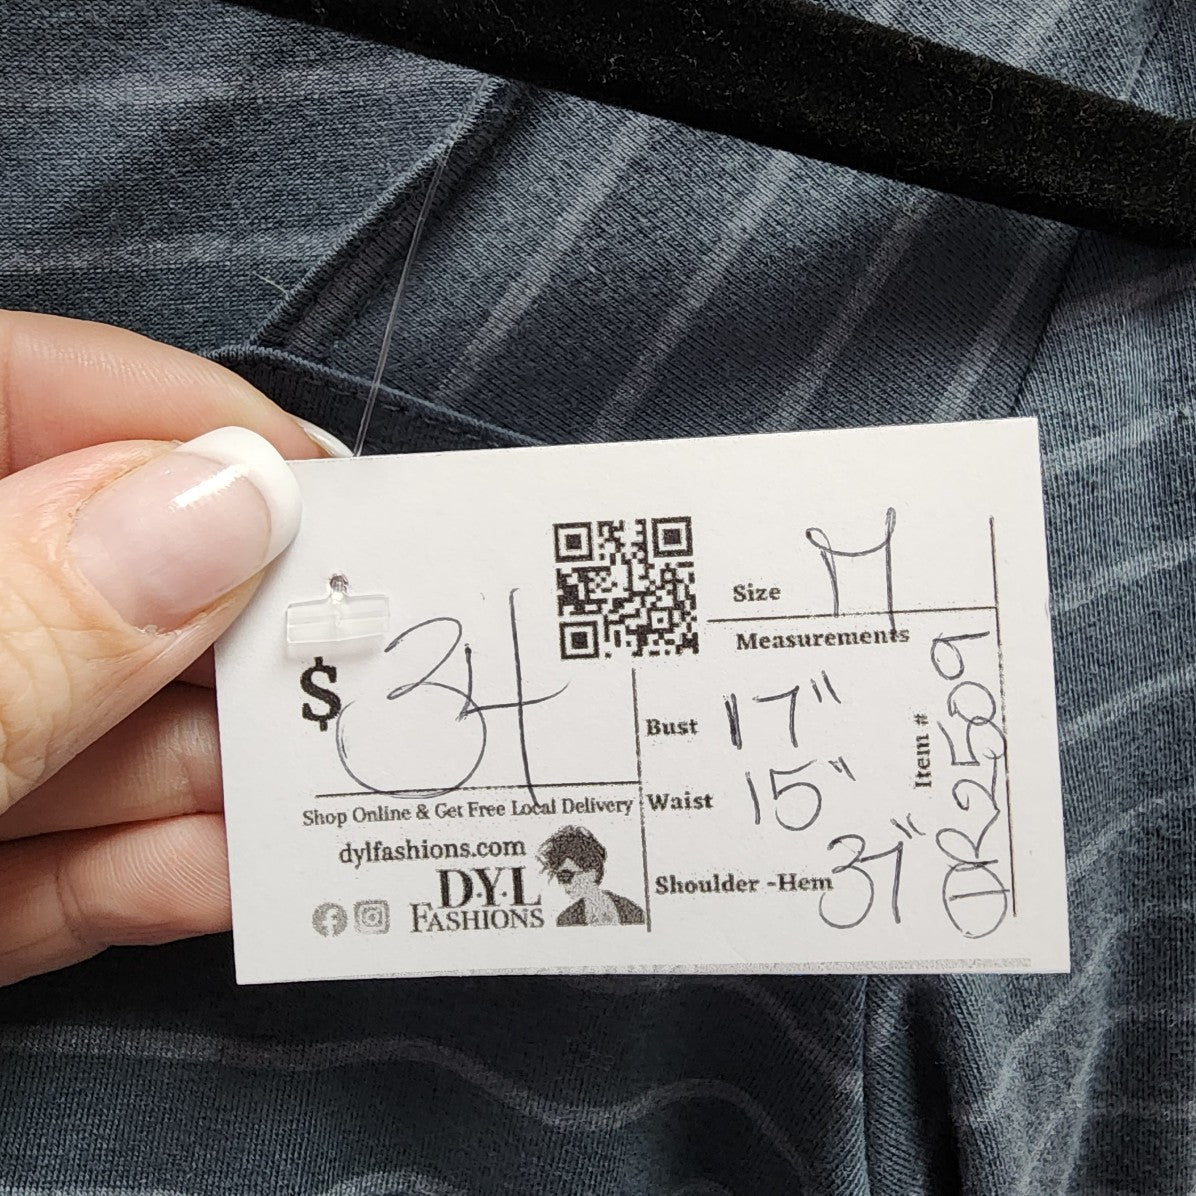 $ 34
Shop Online & Get Free Local Delivery
dylfashions.com
D·Y·L
FASHIONS
Size M
Measurements
Bust 17"
Waist 15"
Shoulder -Hem 37"
Item # DR2509